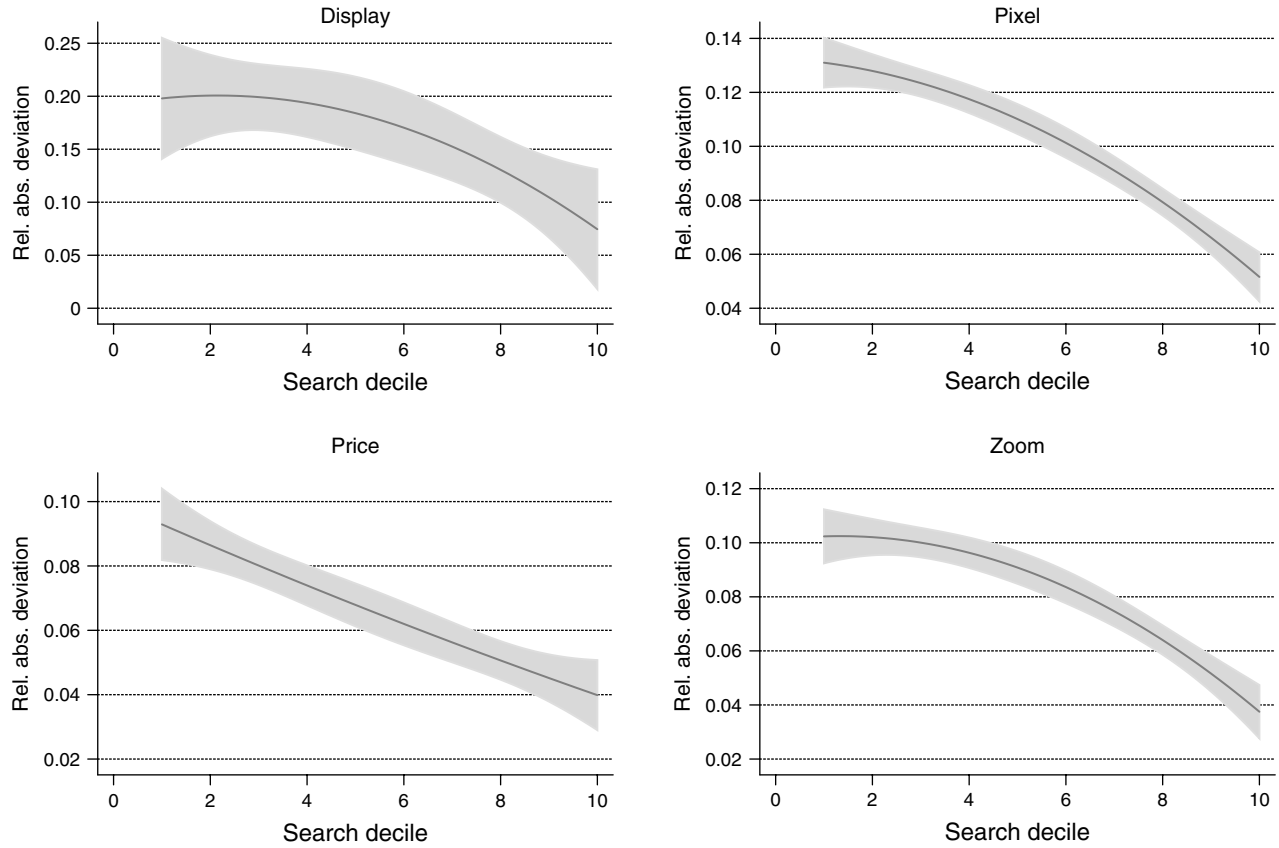 Display
Rel. abs. deviation
0.25
0.20
0.15
0.10
0.05
0
0 2 4 6 8 10
Search decile
Pixel
Rel. abs. deviation
0.14
0.12
0.10
0.08
0.06
0.04
0 2 4 6 8 10
Search decile
Price
Rel. abs. deviation
0.10
0.08
0.06
0.04
0.02
0 2 4 6 8 10
Search decile
Zoom
Rel. abs. deviation
0.12
0.10
0.08
0.06
0.04
0.02
0 2 4 6 8 10
Search decile